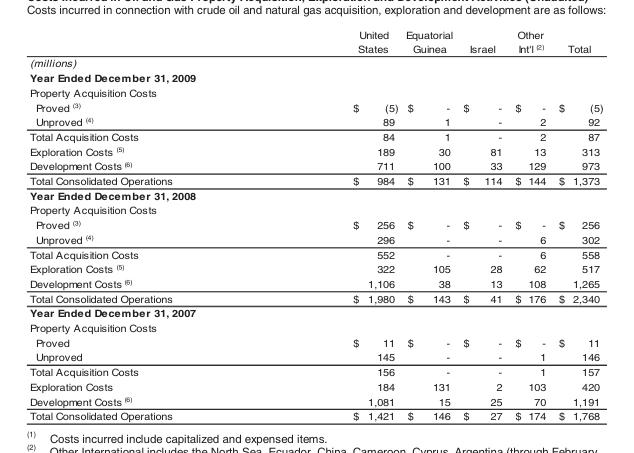 Costs incurred in connection with crude oil and natural gas acquisition, exploration and development are as follows:
United Equatorial Other
States Guinea Israel Int'l (2) Total
(millions)
Year Ended December 31, 2009
Property Acquisition Costs
Proved (3) $ (5) $ - $ - $ - $ (5)
Unproved (4) 89 1 - 2 92
Total Acquisition Costs 84 1 - 2 87
Exploration Costs (5) 189 30 81 13 313
Development Costs (6) 711 100 33 129 973
Total Consolidated Operations $ 984 $ 131 $ 114 $ 144 $ 1,373
Year Ended December 31, 2008
Property Acquisition Costs
Proved (3) $ 256 $ - $ - $ - $ 256
Unproved (4) 296 - - 6 302
Total Acquisition Costs 552 - - 6 558
Exploration Costs (5) 322 105 28 62 517
Development Costs (6) 1,106 38 13 108 1,265
Total Consolidated Operations $ 1,980 $ 143 $ 41 $ 176 $ 2,340
Year Ended December 31, 2007
Property Acquisition Costs
Proved $ 11 $ - $ - $ - $ 11
Unproved 145 - - 1 146
Total Acquisition Costs 156 - - 1 157
Exploration Costs 184 131 2 103 420
Development Costs (6) 1,081 15 25 70 1,191
Total Consolidated Operations $ 1,421 $ 146 $ 27 $ 174 $ 1,768
(1) Costs incurred include capitalized and expensed items.
(2) Other International includes the North Sea, Ecuador, China, Cameroon, Cyprus, Argentina (through February